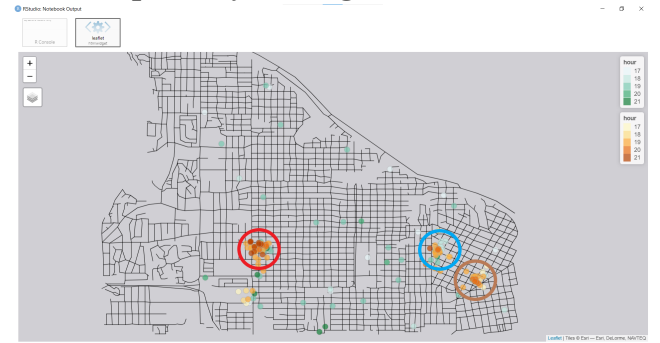 RStudio: Notebook Output
R Console
leaflet
htmlwidget
+
−
hour
17
18
19
20
21
hour
17
18
19
20
21
Leaflet | Tiles © Esri — Esri, DeLorme, NAVTEQ